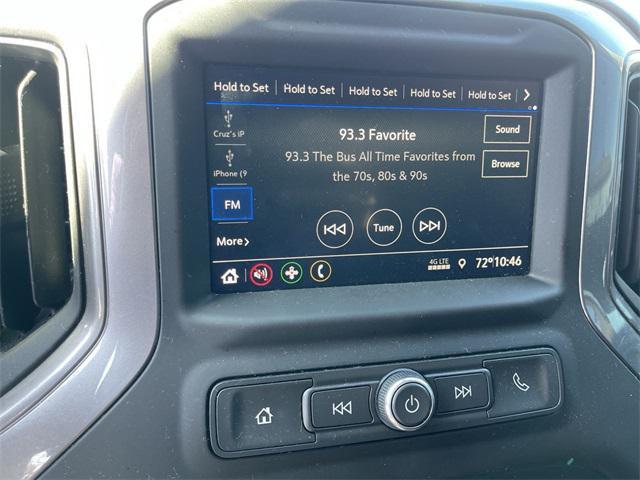 Hold to Set Hold to Set Hold to Set Hold to Set Hold to Set
Cruz's iP
93.3 Favorite
Sound
iPhone (9
93.3 The Bus All Time Favorites from
the 70s, 80s & 90s
Browse
FM
Tune
More
4G LTE
72° 10:46